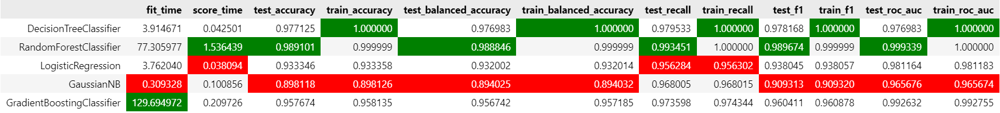 fit_time score_time test_accuracy train_accuracy test_balanced_accuracy train_balanced_accuracy test_recall train_recall test_f1 train_f1 test_roc_auc train_roc_auc
DecisionTreeClassifier 3.914671 0.042501 0.977125 1.000000 0.976983 1.000000 0.979533 1.000000 0.978168 1.000000 0.976983 1.000000
RandomForestClassifier 77.305977 1.536439 0.989101 0.999999 0.988846 0.999999 0.993451 1.000000 0.989674 0.999999 0.999339 1.000000
LogisticRegression 3.762040 0.038094 0.933346 0.933358 0.932002 0.932014 0.956284 0.956302 0.938045 0.938057 0.981164 0.981183
GaussianNB 0.309328 0.100856 0.898118 0.898126 0.894025 0.894032 0.968005 0.968015 0.909313 0.909320 0.965676 0.965674
GradientBoostingClassifier 129.694972 0.209726 0.957674 0.958135 0.956742 0.957185 0.973598 0.974344 0.960411 0.960878 0.992632 0.992755